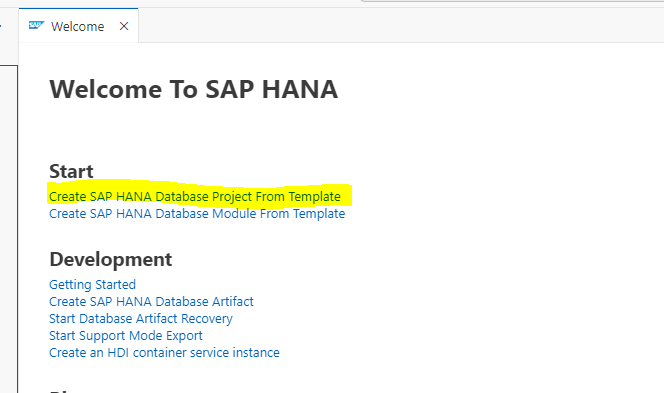 SAP Welcome
Welcome To SAP HANA
Start
Create SAP HANA Database Project From Template
Create SAP HANA Database Module From Template
Development
Getting Started
Create SAP HANA Database Artifact
Start Database Artifact Recovery
Start Support Mode Export
Create an HDI container service instance